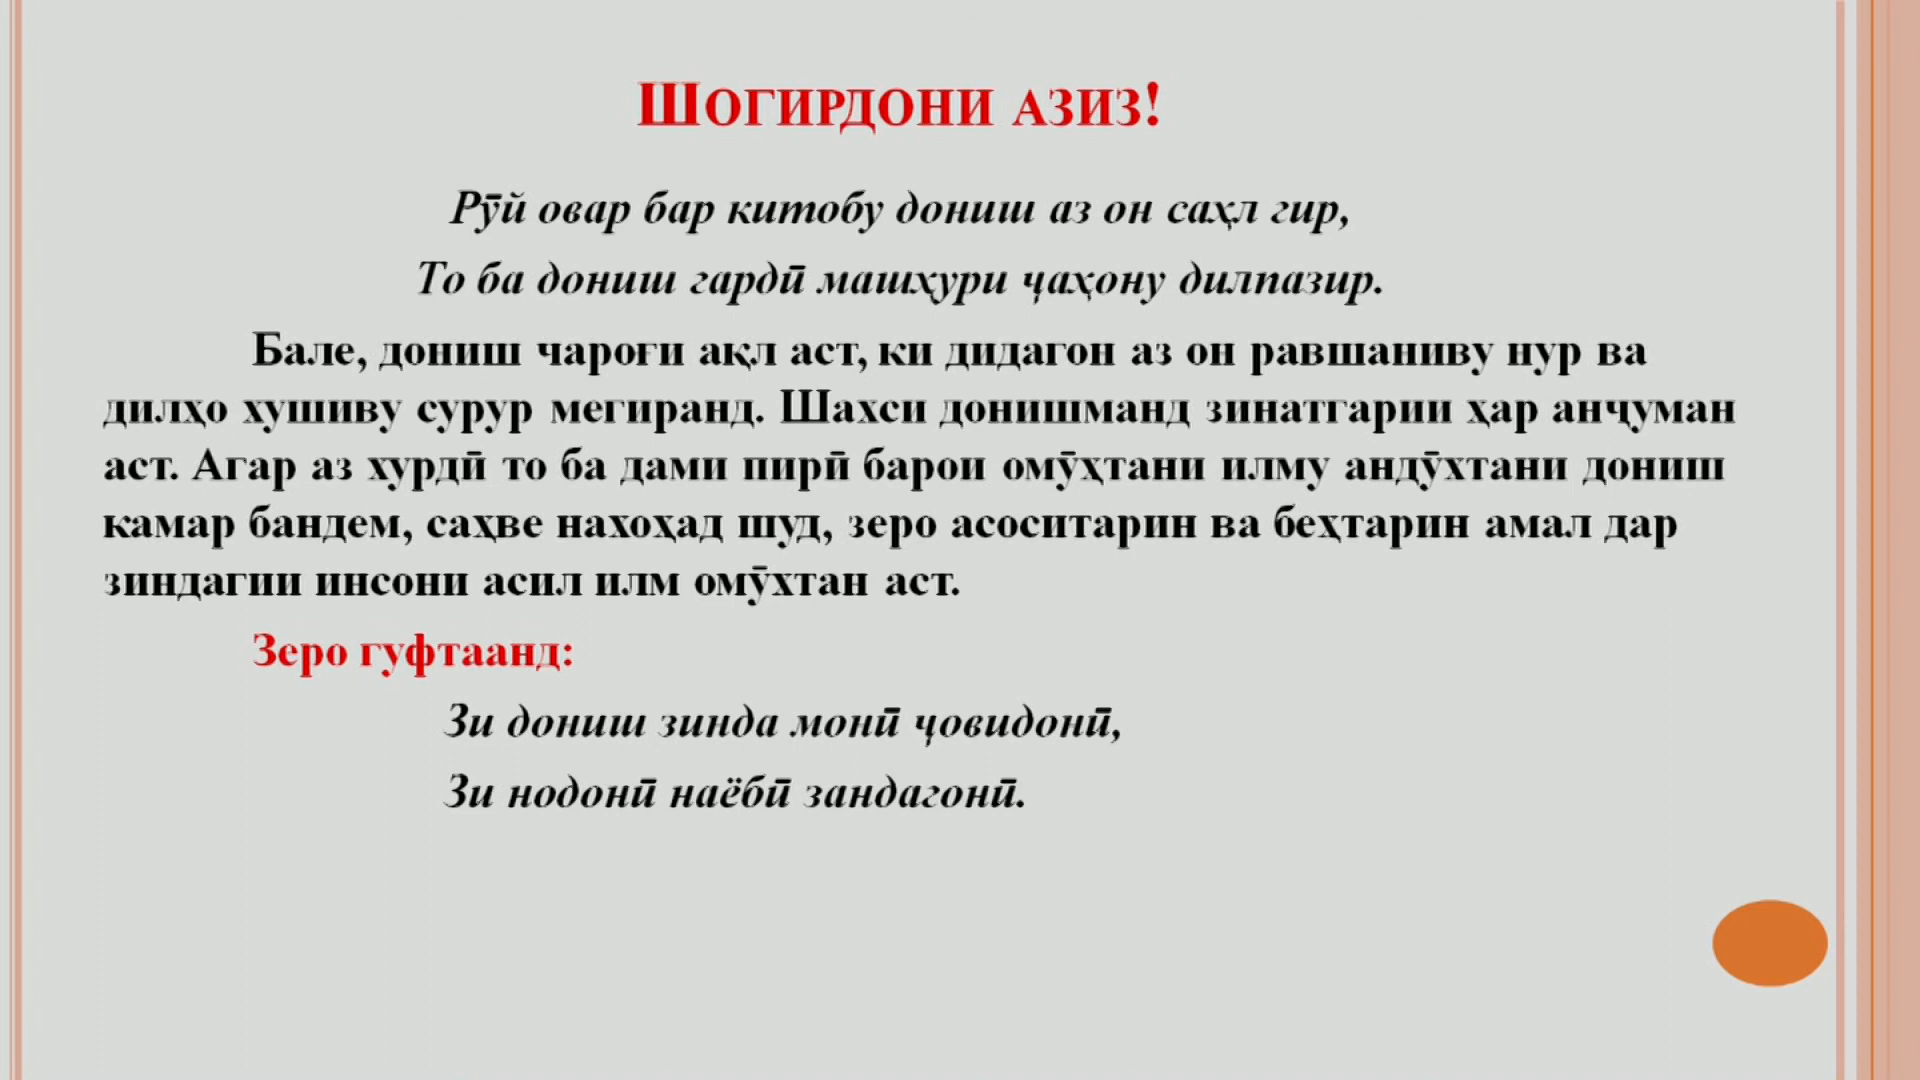 Шогирдони азиз!
Рӯй овар бар китобу дониш аз он саҳл гир,
То ба дониш гардӣ машҳури ҷаҳону дилпазир.
Бале, дониш чароғи ақл аст, ки дидагон аз он равшаниву нур ва
дилҳо хушиву сурур мегиранд. Шахси донишманд зинатгарии ҳар анҷуман
аст. Агар аз хурдӣ то ба дами пирӣ барои омӯҳтани илму андӯхтани дониш
камар бандем, саҳве нахоҳад шуд, зеро асоситарин ва беҳтарин амал дар
зиндагии инсони асил илм омӯхтан аст.
Зеро гуфтаанд:
Зи дониш зинда монӣ ҷовидонӣ,
Зи нодонӣ наёбӣ зандагонӣ.